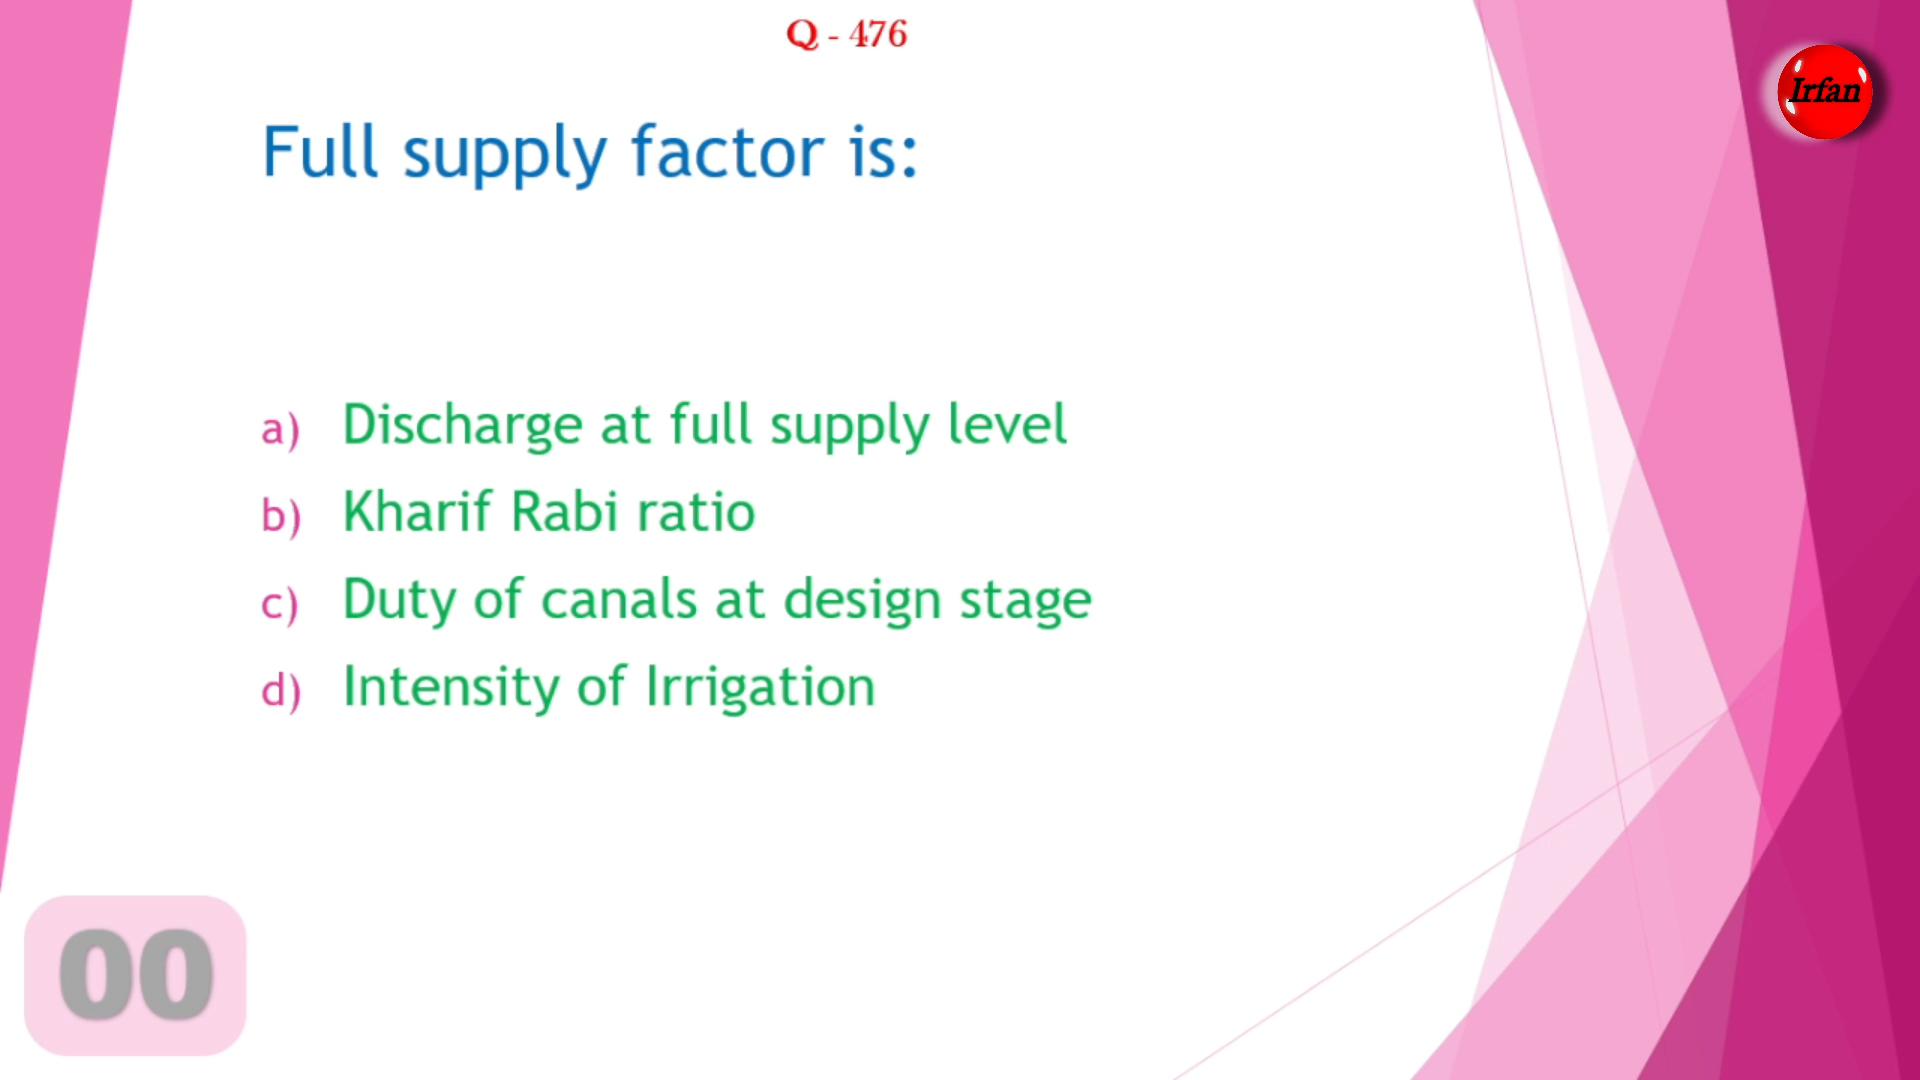 Q - 476
Irfan
Full supply factor is:
a) Discharge at full supply level
b) Kharif Rabi ratio
c) Duty of canals at design stage
d) Intensity of Irrigation
00